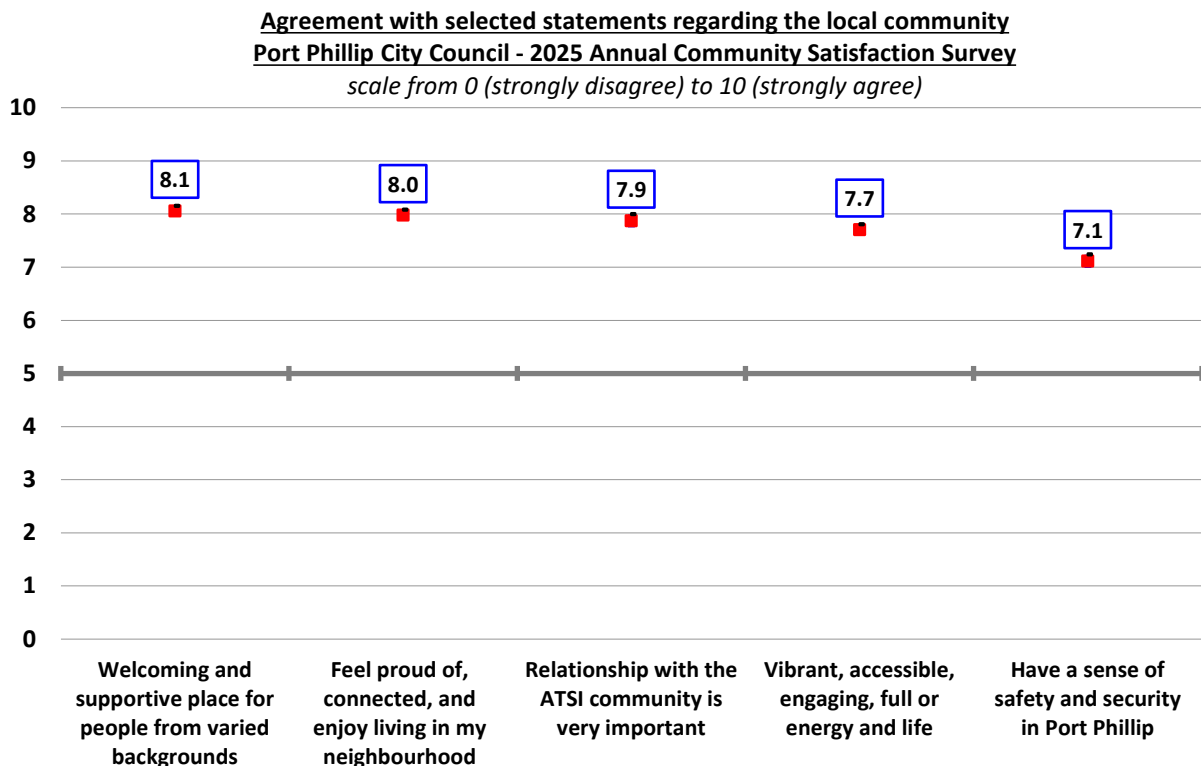 Agreement with selected statements regarding the local community
Port Phillip City Council - 2025 Annual Community Satisfaction Survey
scale from 0 (strongly disagree) to 10 (strongly agree)
10
9
8
7
6
5
4
3
2
1
0
8.1
8.0
7.9
7.7
7.1
Welcoming and
supportive place for
people from varied
backgrounds
Feel proud of,
connected, and
enjoy living in my
neighbourhood
Relationship with the
ATSI community is
very important
Vibrant, accessible,
engaging, full or
energy and life
Have a sense of
safety and security
in Port Phillip